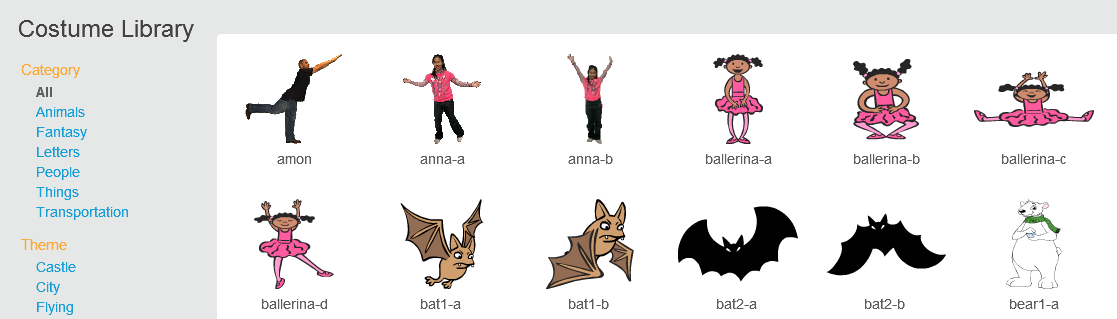 Costume Library
Category
All
Animals
Fantasy
Letters
People
Things
Transportation
Theme
Castle
City
Flying
amon anna-a anna-b ballerina-a ballerina-b ballerina-c
ballerina-d bat1-a bat1-b bat2-a bat2-b bear1-a